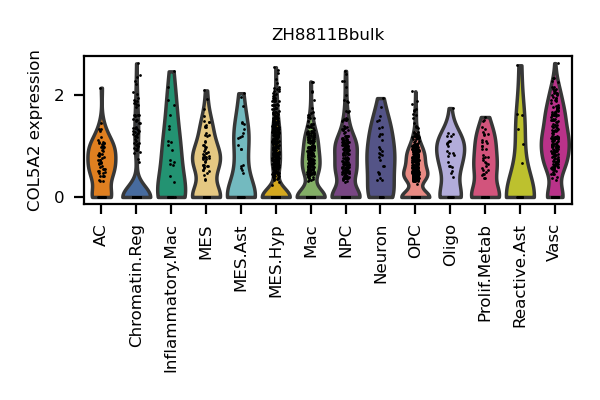 ZH8811Bbulk
COL5A2 expression
2
0
AC
Chromatin.Reg
Inflammatory.Mac
MES
MES.Ast
MES.Hyp
Mac
NPC
Neuron
OPC
Oligo
Prolif.Metab
Reactive.Ast
Vasc